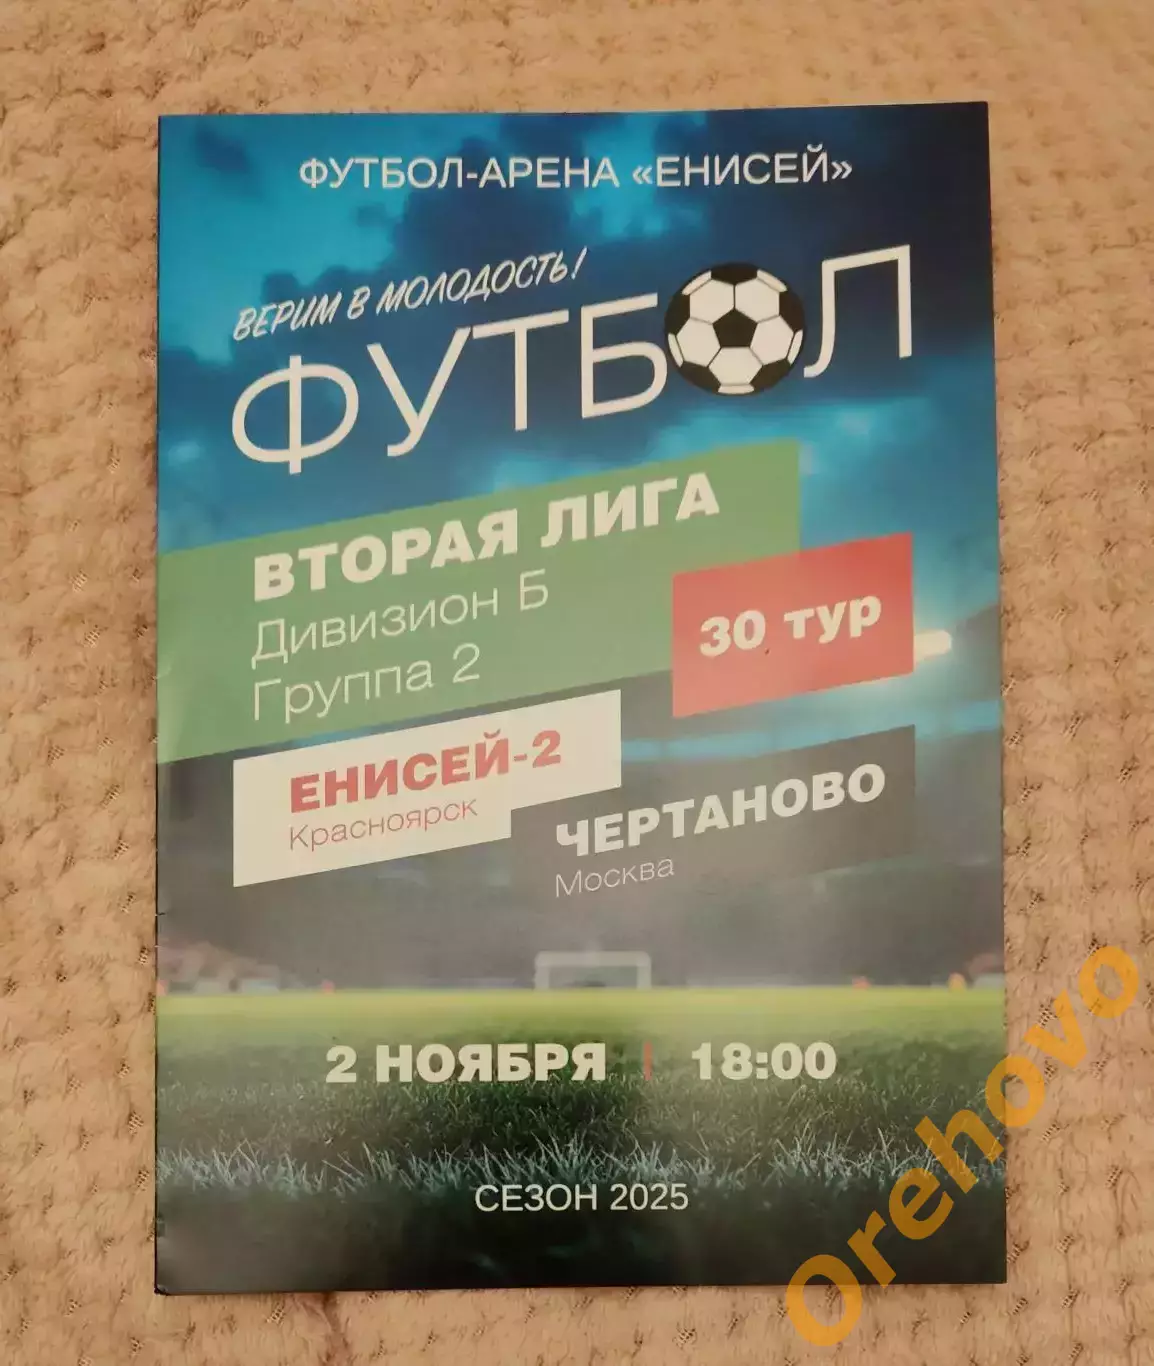 ФУТБОЛ-АРЕНА «ЕНИСЕЙ»
ВЕРИМ В МОЛОДОСТЬ!
ФУТБОЛ
ВТОРАЯ ЛИГА
Дивизион Б
Группа 2
30 тур
ЕНИСЕЙ-2
Красноярск
ЧЕРТАНОВО
Москва
2 НОЯБРЯ | 18:00
СЕЗОН 2025
Orehovo